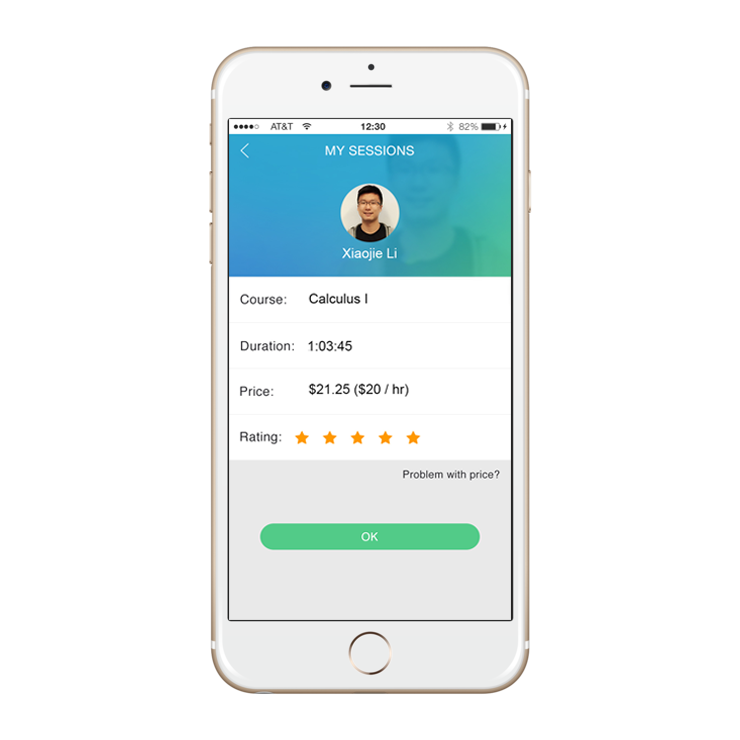 AT&T 12:30 82%
MY SESSIONS
Xiaojie Li
Course: Calculus I
Duration: 1:03:45
Price: $21.25 ($20 / hr)
Rating:
Problem with price?
OK